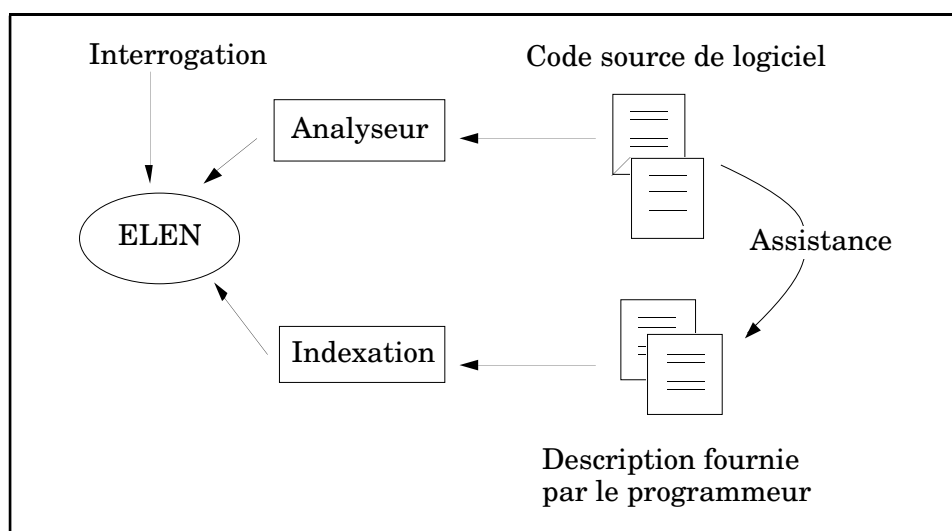 Interrogation
Code source de logiciel
Analyseur
ELEN
Assistance
Indexation
Description fournie
par le programmeur